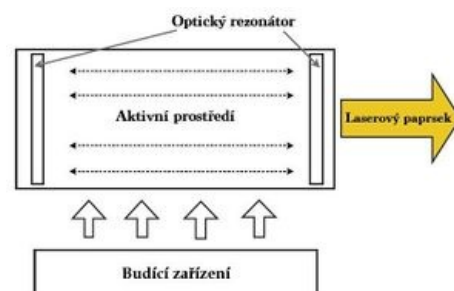 Optický rezonátor
Aktivní prostředí
Laserový paprsek
Budící zařízení